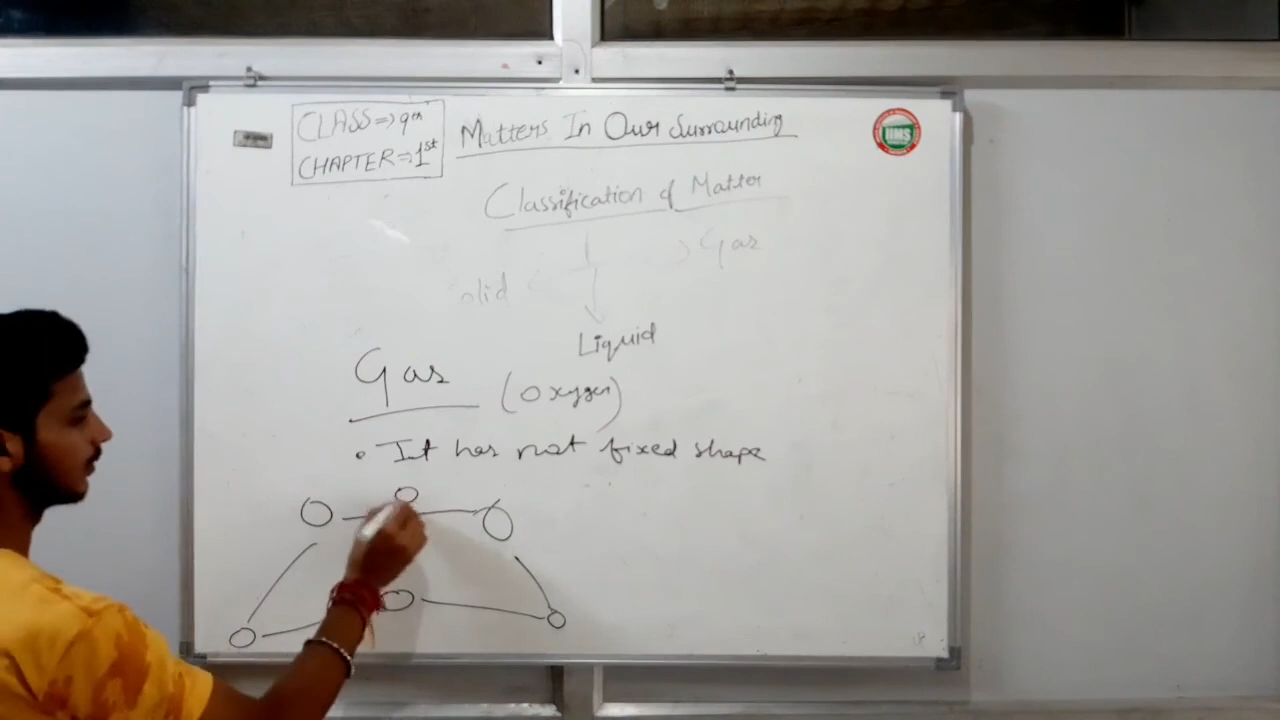 CLASS => 9th
CHAPTER => 1st
Matters In Our Surrounding
Classification of Matter
Gas
olid
Liquid
Gas (Oxygen)
• It has not fixed shape
IIMS